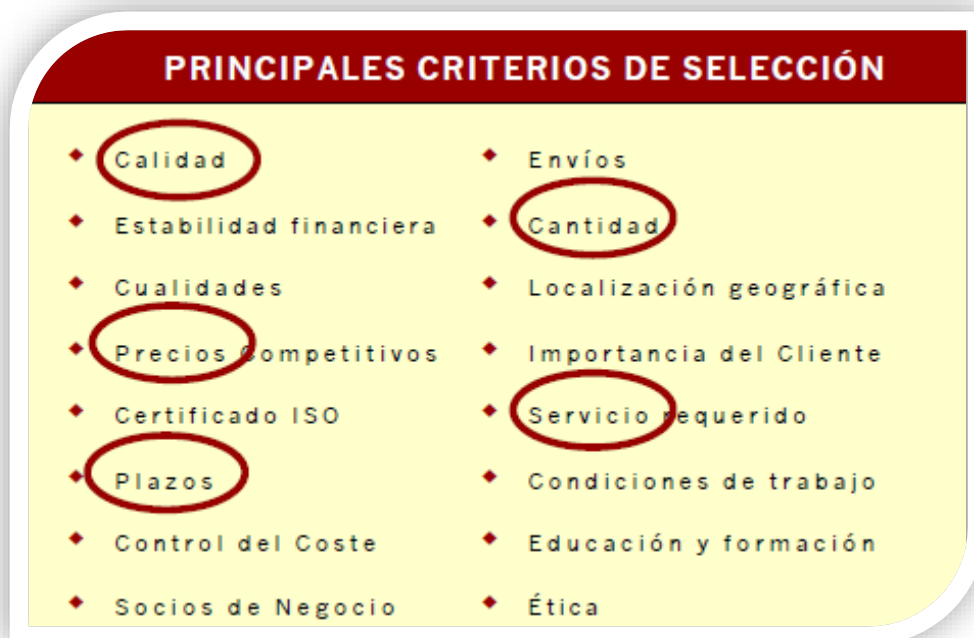 PRINCIPALES CRITERIOS DE SELECCIÓN
Calidad
Estabilidad financiera
Cualidades
Precios Competitivos
Certificado ISO
Plazos
Control del Coste
Socios de Negocio
Envíos
Cantidad
Localización geográfica
Importancia del Cliente
Servicio requerido
Condiciones de trabajo
Educación y formación
Ética